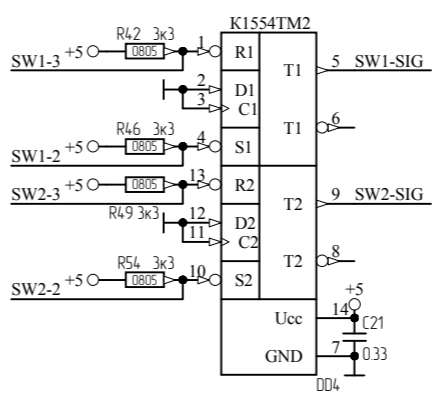 К1554ТМ2
R42 3к3
+5 0805 1 R1 T1 5 SW1-SIG
SW1-3
2 D1
3 C1
6 T1
R46 3к3
+5 0805 4 S1
SW1-2
SW2-3 +5 0805 13 R2
R49 3к3
T2 9 SW2-SIG
12 D2
11 C2
T2 8
R54 3к3
+5 0805 10 S2
SW2-2
+5
Ucc 14 C21
GND 7 0.33
DD4